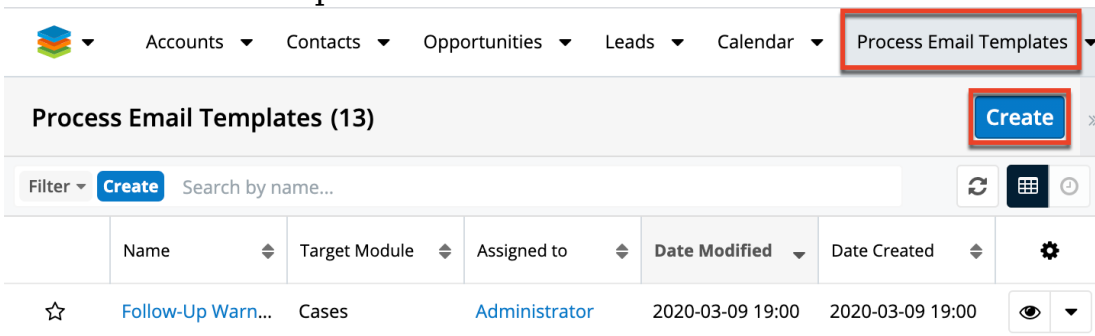 Accounts Contacts Opportunities Leads Calendar Process Email Templates
Process Email Templates (13) Create
Filter Create Search by name...
Name Target Module Assigned to Date Modified Date Created
Follow-Up Warn... Cases Administrator 2020-03-09 19:00 2020-03-09 19:00